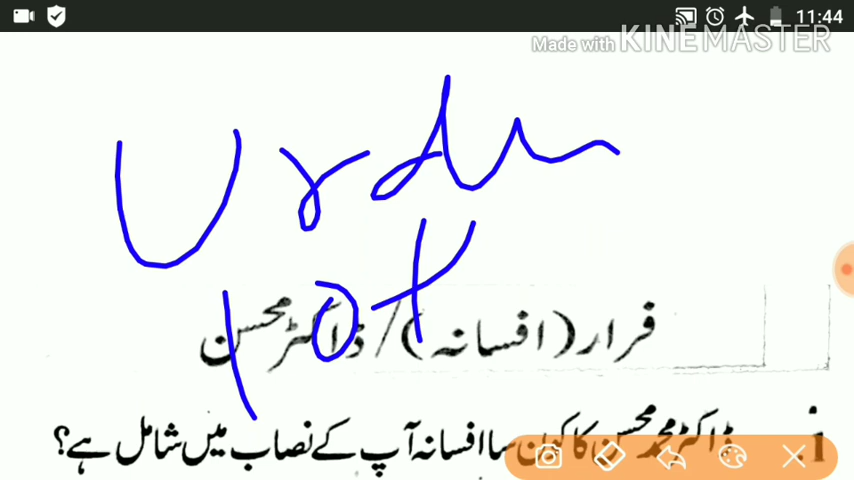 11:44
Made with KINEMASTER
Urdu
10th
فرار (افسانہ) / ڈاکٹر محسن
i. ڈاکٹر محمد محسن کا کون سا افسانہ آپ کے نصاب میں شامل ہے؟